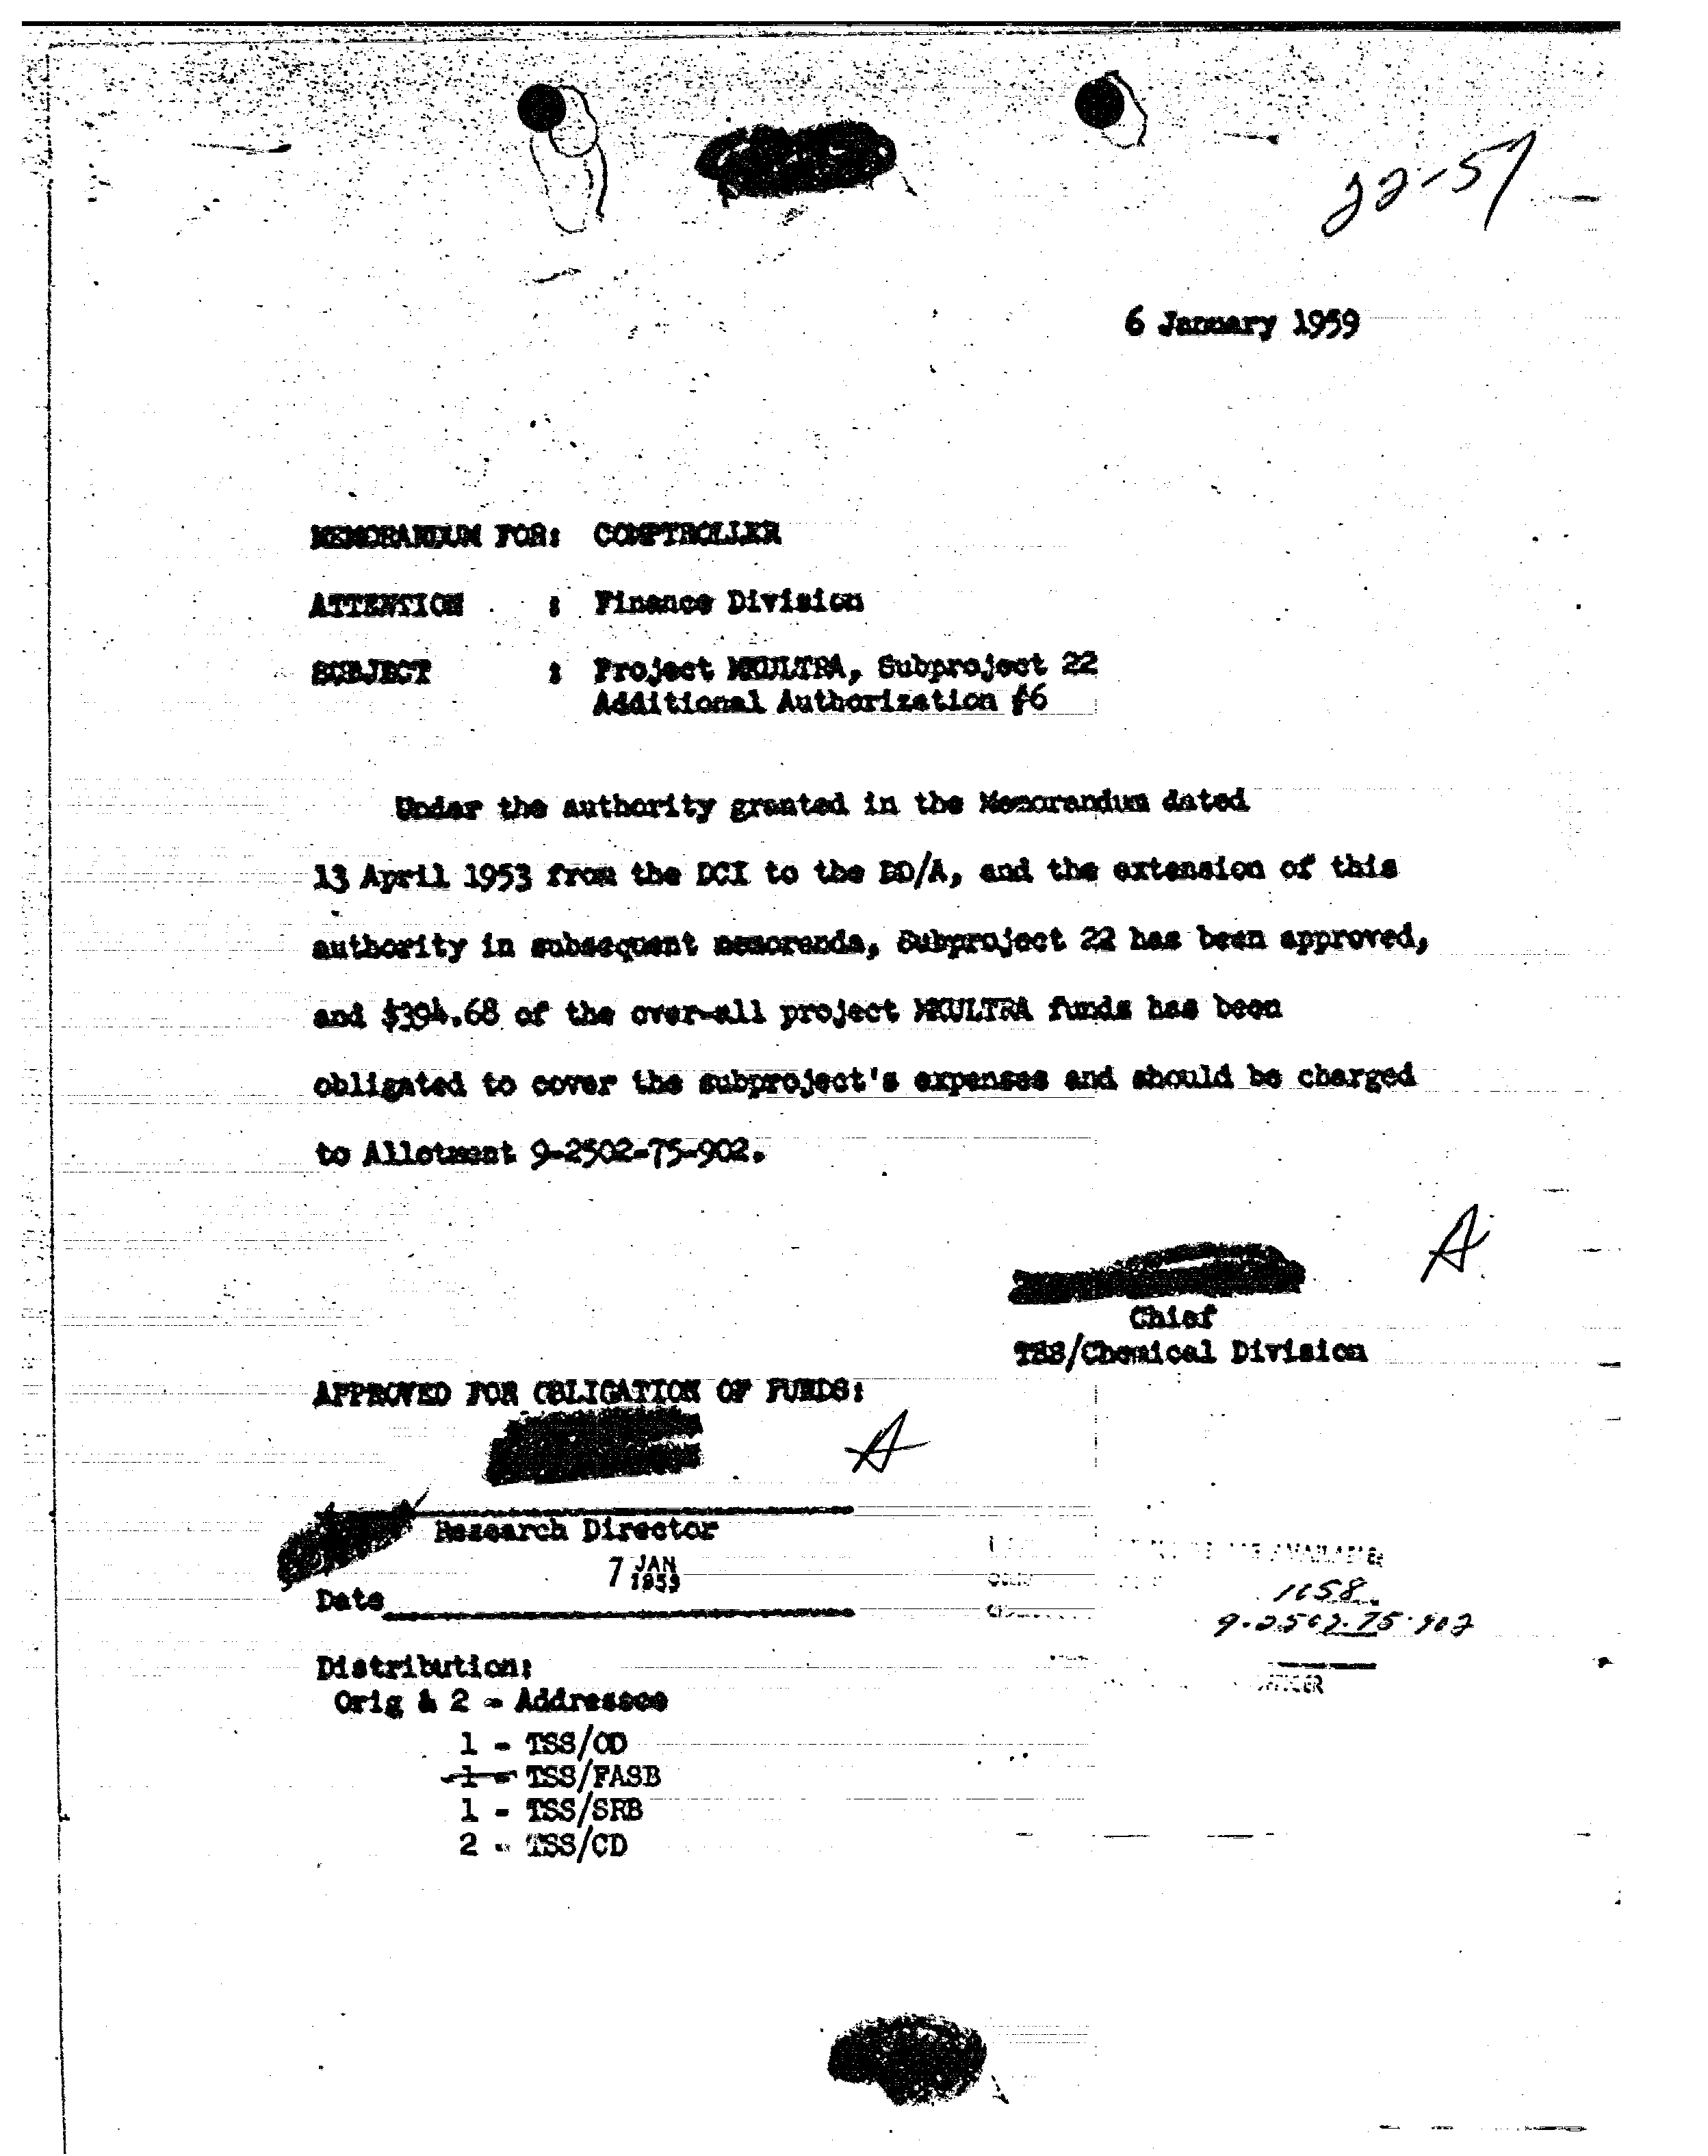 22-57
6 January 1959
MEMORANDUM FOR: COMPTROLLER
ATTENTION : Finance Division
SUBJECT : Project MKULTRA, Subproject 22
Additional Authorization #6
Under the authority granted in the Memorandum dated
13 April 1953 from the DCI to the DD/A, and the extension of this
authority in subsequent memoranda, Subproject 22 has been approved,
and $394.68 of the over-all project MKULTRA funds has been
obligated to cover the subproject's expenses and should be charged
to Allotment 9-2502-75-902.
A
Chief
TSS/Chemical Division
APPROVED FOR OBLIGATION OF FUNDS:
A
Research Director
7 JAN 1959
Date
1658
9-2502-75-902
Distribution:
Orig & 2 - Addressee
1 - TSS/OD
1 - TSS/FASB
1 - TSS/SRB
2 - TSS/CD